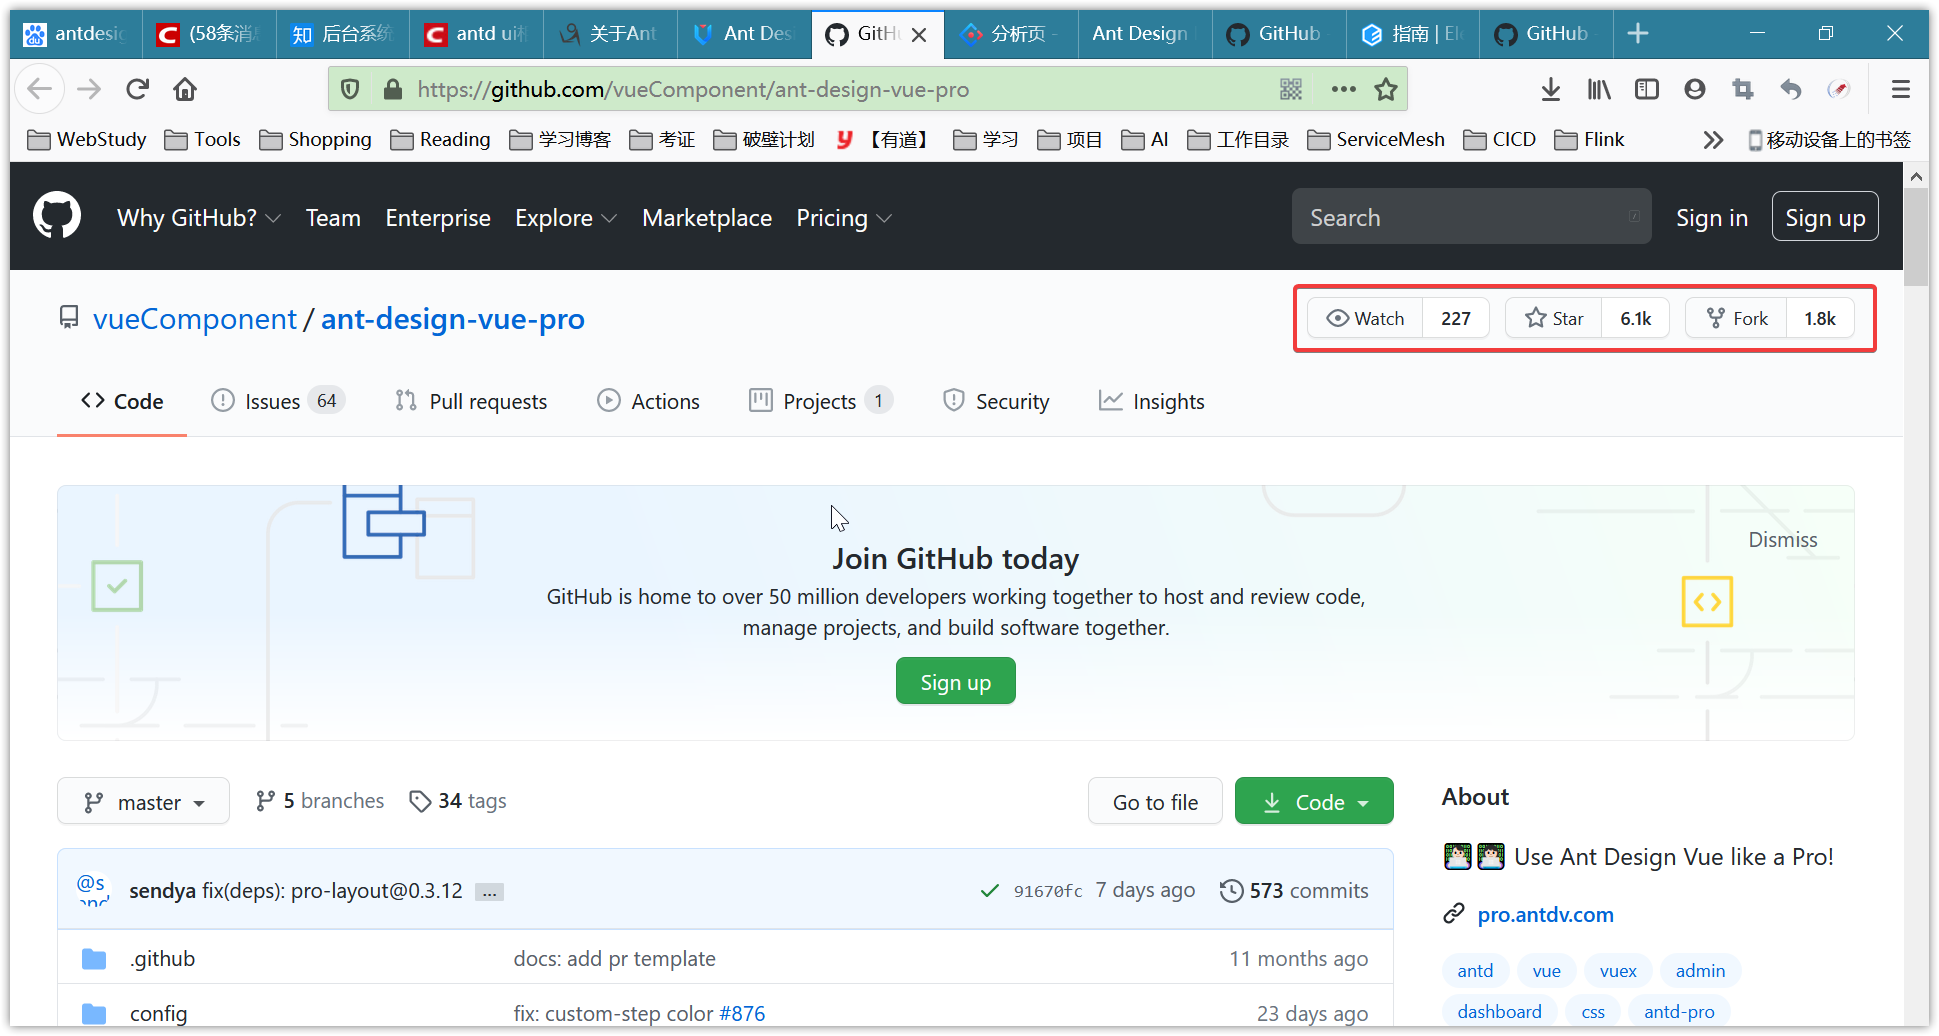 antdesig (58条消息 后台系统 antd ui框 关于Ant Ant Des GitHu 分析页 - Ant Design GitHub 指南 | Ele GitHub
https://github.com/vueComponent/ant-design-vue-pro
WebStudy Tools Shopping Reading 学习博客 考证 破壁计划 【有道】 学习 项目 AI 工作目录 ServiceMesh CICD Flink 移动设备上的书签
Why GitHub? Team Enterprise Explore Marketplace Pricing Search / Sign in Sign up
vueComponent / ant-design-vue-pro Watch 227 Star 6.1k Fork 1.8k
Code Issues 64 Pull requests Actions Projects 1 Security Insights
Dismiss
Join GitHub today
GitHub is home to over 50 million developers working together to host and review code,
manage projects, and build software together.
Sign up
master 5 branches 34 tags Go to file Code
About
Use Ant Design Vue like a Pro!
@s
sendya fix(deps): pro-layout@0.3.12 ... 91670fc 7 days ago 573 commits
pro.antdv.com
.github docs: add pr template 11 months ago
antd vue vuex admin
config fix: custom-step color #876 23 days ago
dashboard css antd-pro